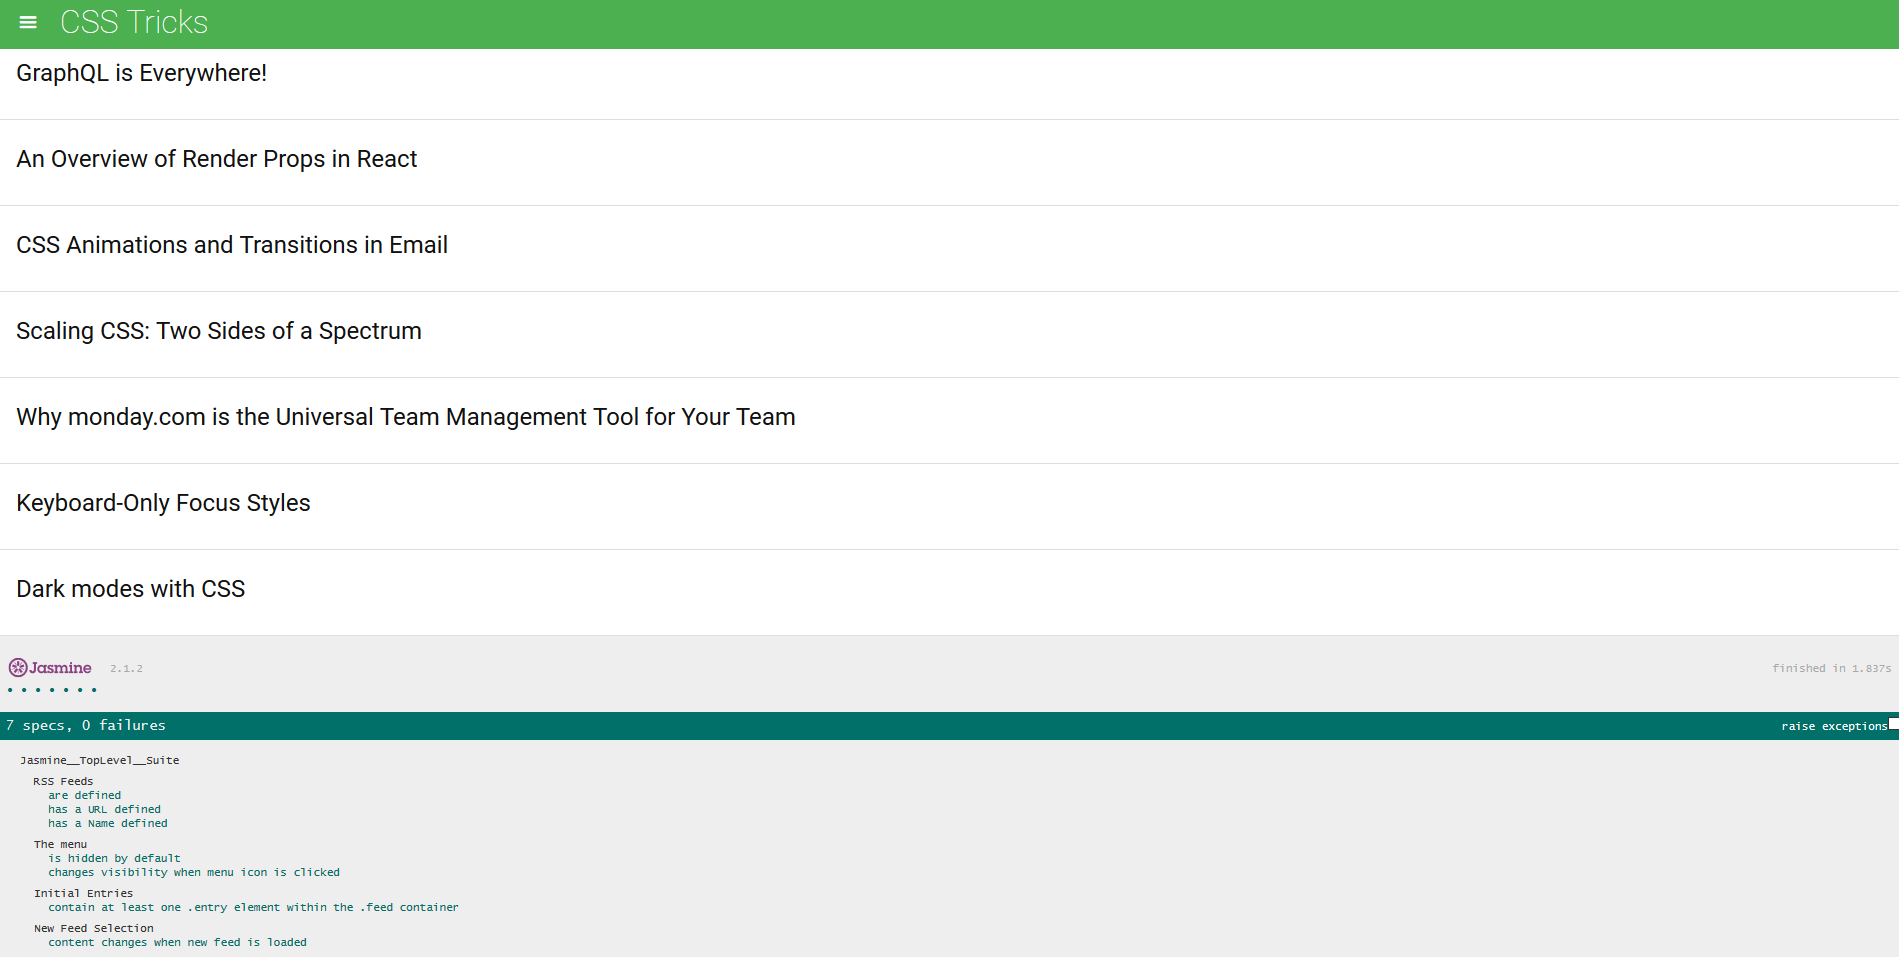 CSS Tricks
GraphQL is Everywhere!
An Overview of Render Props in React
CSS Animations and Transitions in Email
Scaling CSS: Two Sides of a Spectrum
Why monday.com is the Universal Team Management Tool for Your Team
Keyboard-Only Focus Styles
Dark modes with CSS
Jasmine 2.1.2 finished in 1.837s
• • • • • • •
7 specs, 0 failures raise exceptions
Jasmine__TopLevel__Suite
RSS Feeds
are defined
has a URL defined
has a Name defined
The menu
is hidden by default
changes visibility when menu icon is clicked
Initial Entries
contain at least one .entry element within the .feed container
New Feed Selection
content changes when new feed is loaded